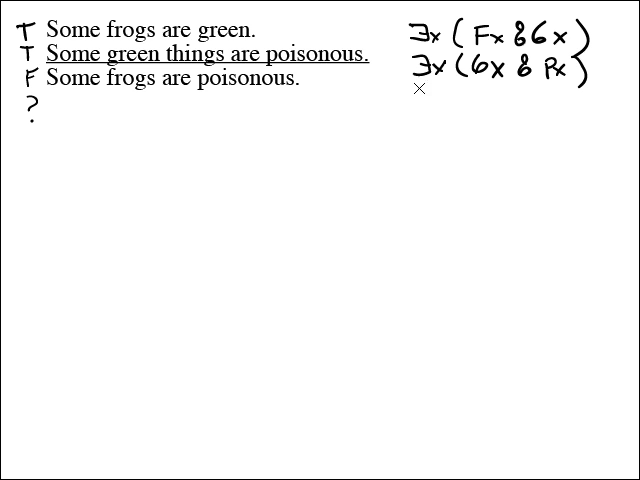 T Some frogs are green. ∃x (Fx & Gx)
T Some green things are poisonous. ∃x (Gx & Px)
F Some frogs are poisonous.
?